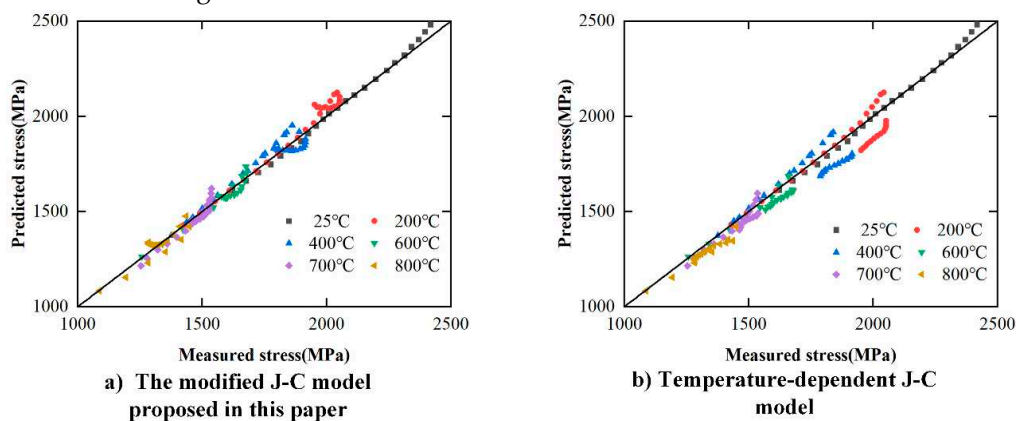 2500
2000
1500
1000
Predicted stress(MPa)
25℃ 200℃
400℃ 600℃
700℃ 800℃
1000 1500 2000 2500
Measured stress(MPa)
a) The modified J-C model
proposed in this paper
2500
2000
1500
1000
Predicted stress(MPa)
25℃ 200℃
400℃ 600℃
700℃ 800℃
1000 1500 2000 2500
Measured stress(MPa)
b) Temperature-dependent J-C
model